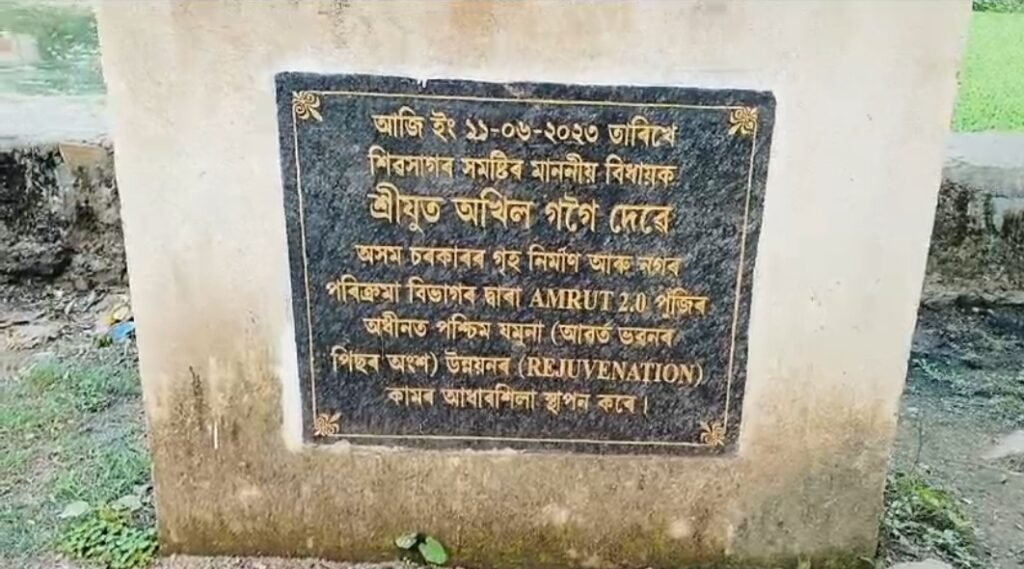 আজি ইং ১১-০৬-২০২৩ তাৰিখে
শিৱসাগৰ সমষ্টিৰ মাননীয় বিধায়ক
শ্ৰীযুত অখিল গগৈ দেৱে
অসম চৰকাৰৰ গৃহ নিৰ্মাণ আৰু নগৰ
পৰিক্ৰমা বিভাগৰ দ্বাৰা AMRUT 2.0 পুঁজিৰ
অধীনত পশ্চিম যমুনা (আৱৰ্ত ভৱনৰ
পিছৰ অংশ) উন্নয়নৰ (REJUVENATION)
কামৰ আধাৰশিলা স্থাপন কৰে।